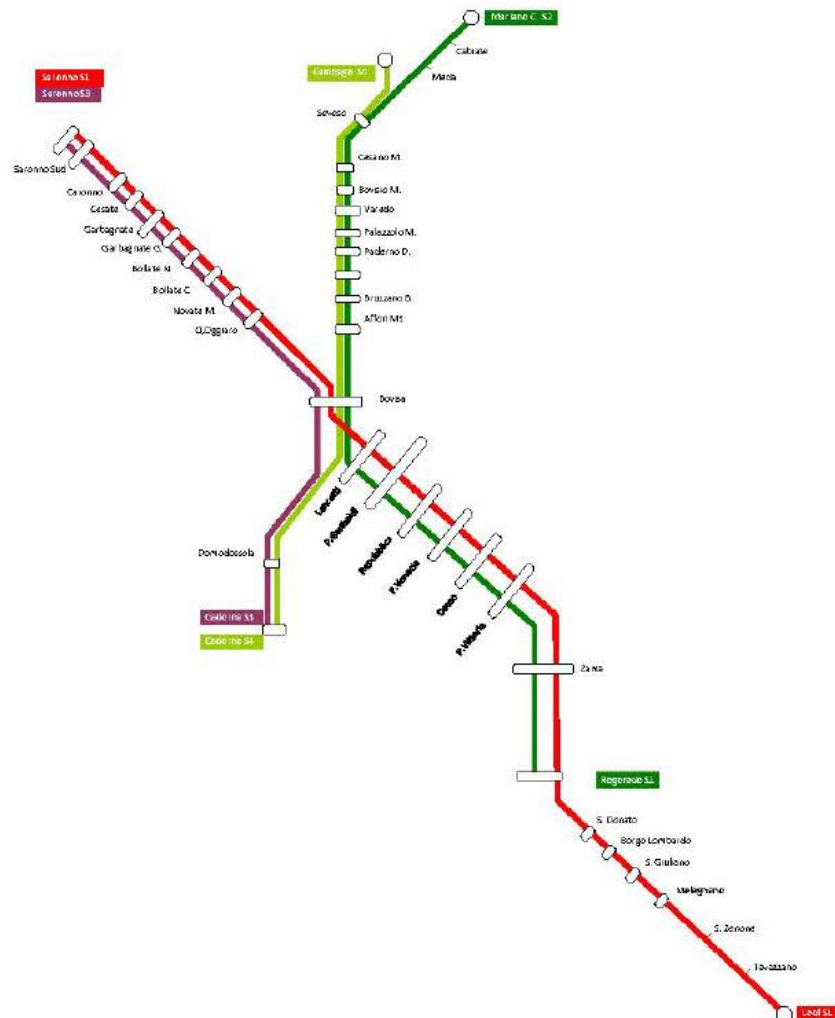 Mariano C. S2
Cabiate
Meda
Saronno S1
Saronno S3
Seveso
Saronno Sud
Cesano M.
Bovisio M.
Caronno
Varedo
Cesate
Palazzolo M.
Garbagnate
Paderno D.
Garbagnate G.
Bollate N.
Bollate C.
Bruzzano B.
Novate M.
Affori M3
Q.Oggiaro
Bovisa
Lancetti
P.Garibaldi
Repubblica
P.Venezia
Dateo
P.Vittoria
Domodossola
Cadorna S3
Cadorna S4
Zama
Rogoredo S2
S. Donato
Borgo Lombardo
S. Giuliano
Melegnano
S. Zenone
Tavazzano
Lodi S1